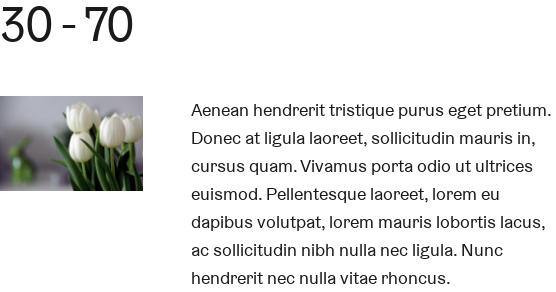 30 - 70
Aenean hendrerit tristique purus eget pretium.
Donec at ligula laoreet, sollicitudin mauris in,
cursus quam. Vivamus porta odio ut ultrices
euismod. Pellentesque laoreet, lorem eu
dapibus volutpat, lorem mauris lobortis lacus,
ac sollicitudin nibh nulla nec ligula. Nunc
hendrerit nec nulla vitae rhoncus.